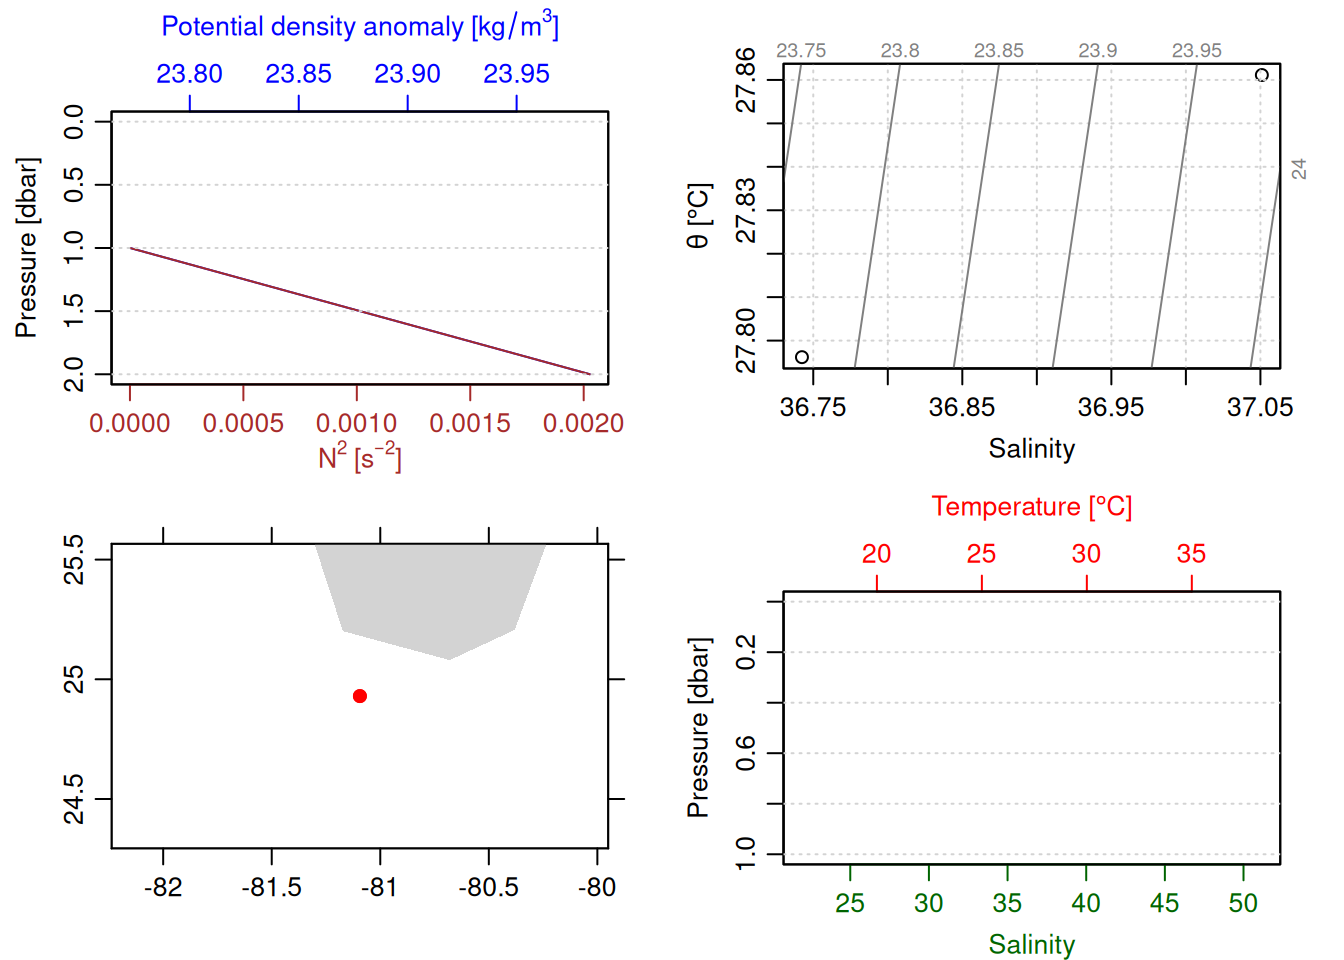 Potential density anomaly [kg/m³]
23.80 23.85 23.90 23.95
Pressure [dbar]
0.0 0.5 1.0 1.5 2.0
0.0000 0.0005 0.0010 0.0015 0.0020
N² [s⁻²]
23.75 23.8 23.85 23.9 23.95
24
θ [°C]
27.86 27.83 27.80
36.75 36.85 36.95 37.05
Salinity
25.5 25 24.5
-82 -81.5 -81 -80.5 -80
Temperature [°C]
20 25 30 35
Pressure [dbar]
0.2 0.6 1.0
25 30 35 40 45 50
Salinity